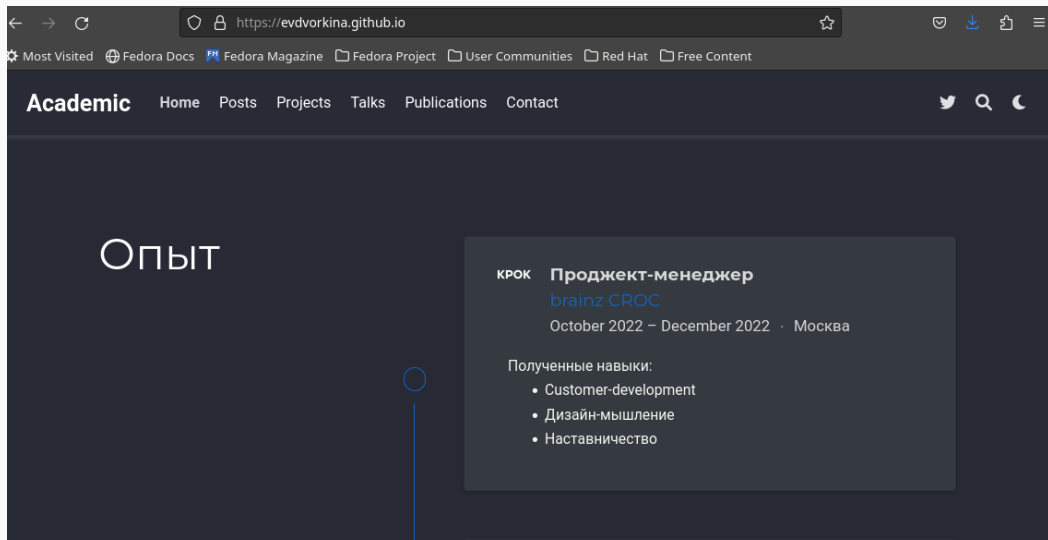 https://evdvorkina.github.io
Most Visited Fedora Docs FM Fedora Magazine Fedora Project User Communities Red Hat Free Content
Academic Home Posts Projects Talks Publications Contact
Опыт
КРОК Проджект-менеджер
brainz CROC
October 2022 – December 2022 · Москва
Полученные навыки:
• Customer-development
• Дизайн-мышление
• Наставничество